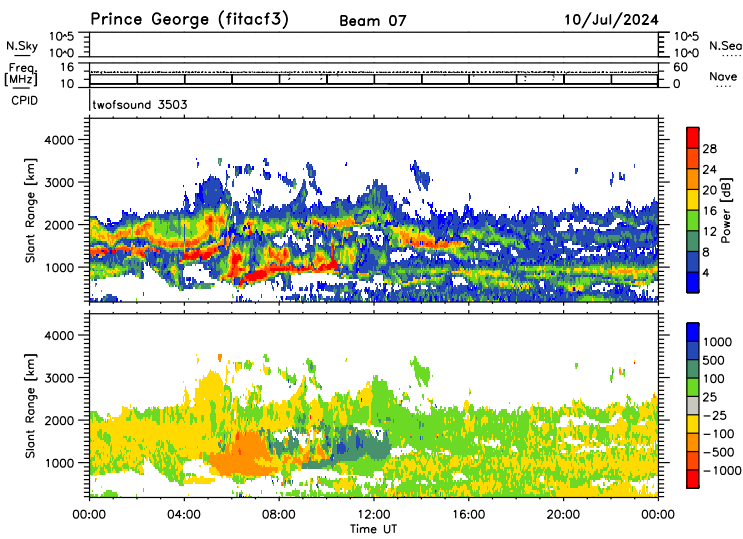 Prince George (fitacf3) Beam 07 10/Jul/2024
N.Sky 10^5 10^0 10^5 10^0 N.Sea
Freq [MHz] 16 10 60 0 Nave
CPID twofsound 3503
Slant Range [km] 4000 3000 2000 1000
28 24 20 16 12 8 4 Power [dB]
Slant Range [km] 4000 3000 2000 1000
1000 500 100 25 -25 -100 -500 -1000
00:00 04:00 08:00 12:00 16:00 20:00 00:00
Time UT